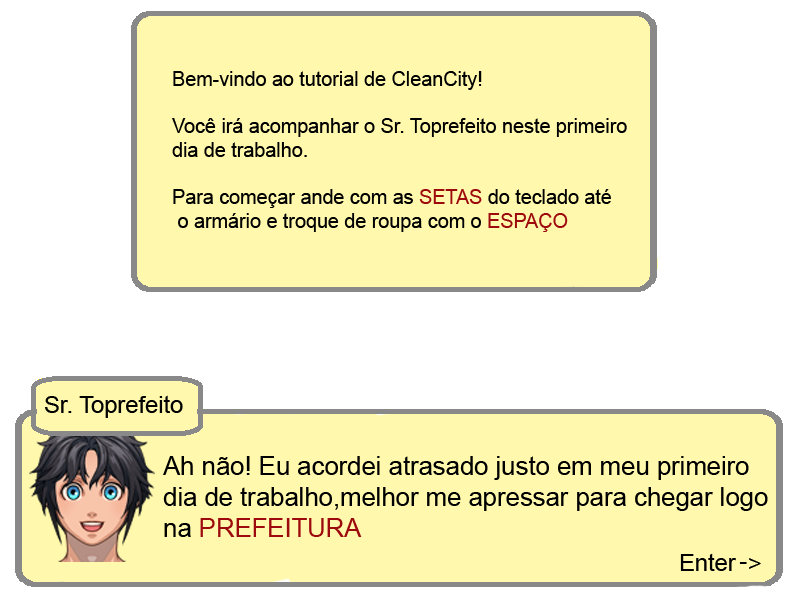 Bem-vindo ao tutorial de CleanCity!
Você irá acompanhar o Sr. Toprefeito neste primeiro
dia de trabalho.
Para começar ande com as SETAS do teclado até
o armário e troque de roupa com o ESPAÇO
Sr. Toprefeito
Ah não! Eu acordei atrasado justo em meu primeiro
dia de trabalho,melhor me apressar para chegar logo
na PREFEITURA
Enter->